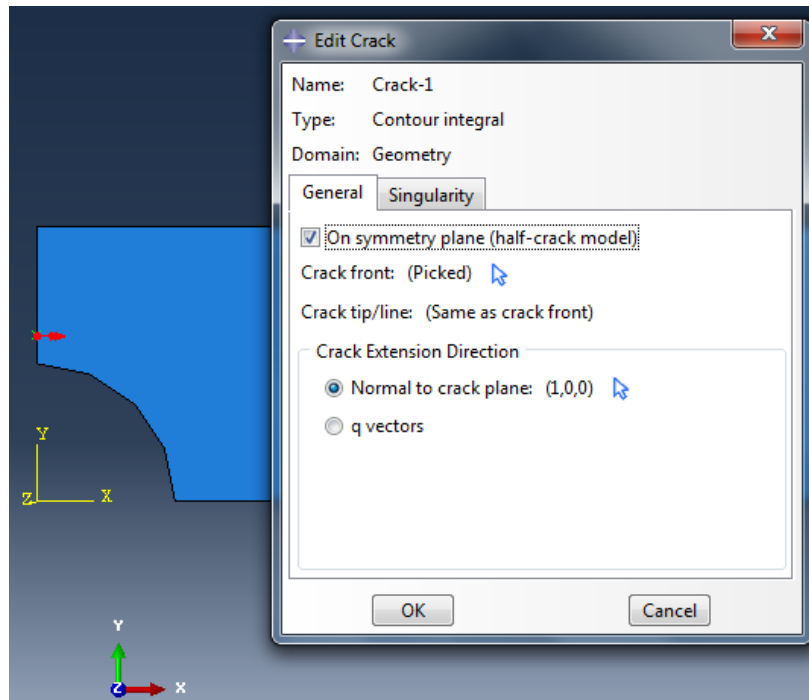 Edit Crack
X
Name: Crack-1
Type: Contour integral
Domain: Geometry
General Singularity
On symmetry plane (half-crack model)
Crack front: (Picked)
Crack tip/line: (Same as crack front)
Crack Extension Direction
Normal to crack plane: (1,0,0)
q vectors
OK Cancel
Y
Z X
Y
Z X